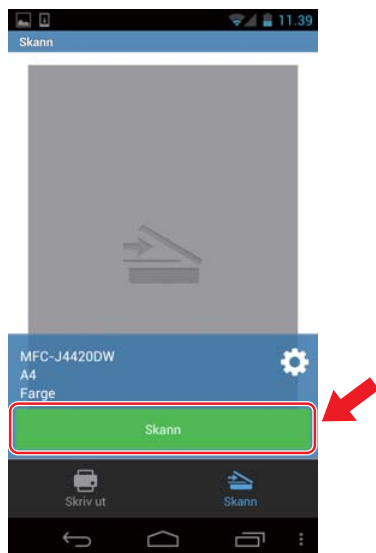 11.39
Skann
MFC-J4420DW
A4
Farge
Skann
Skriv ut
Skann